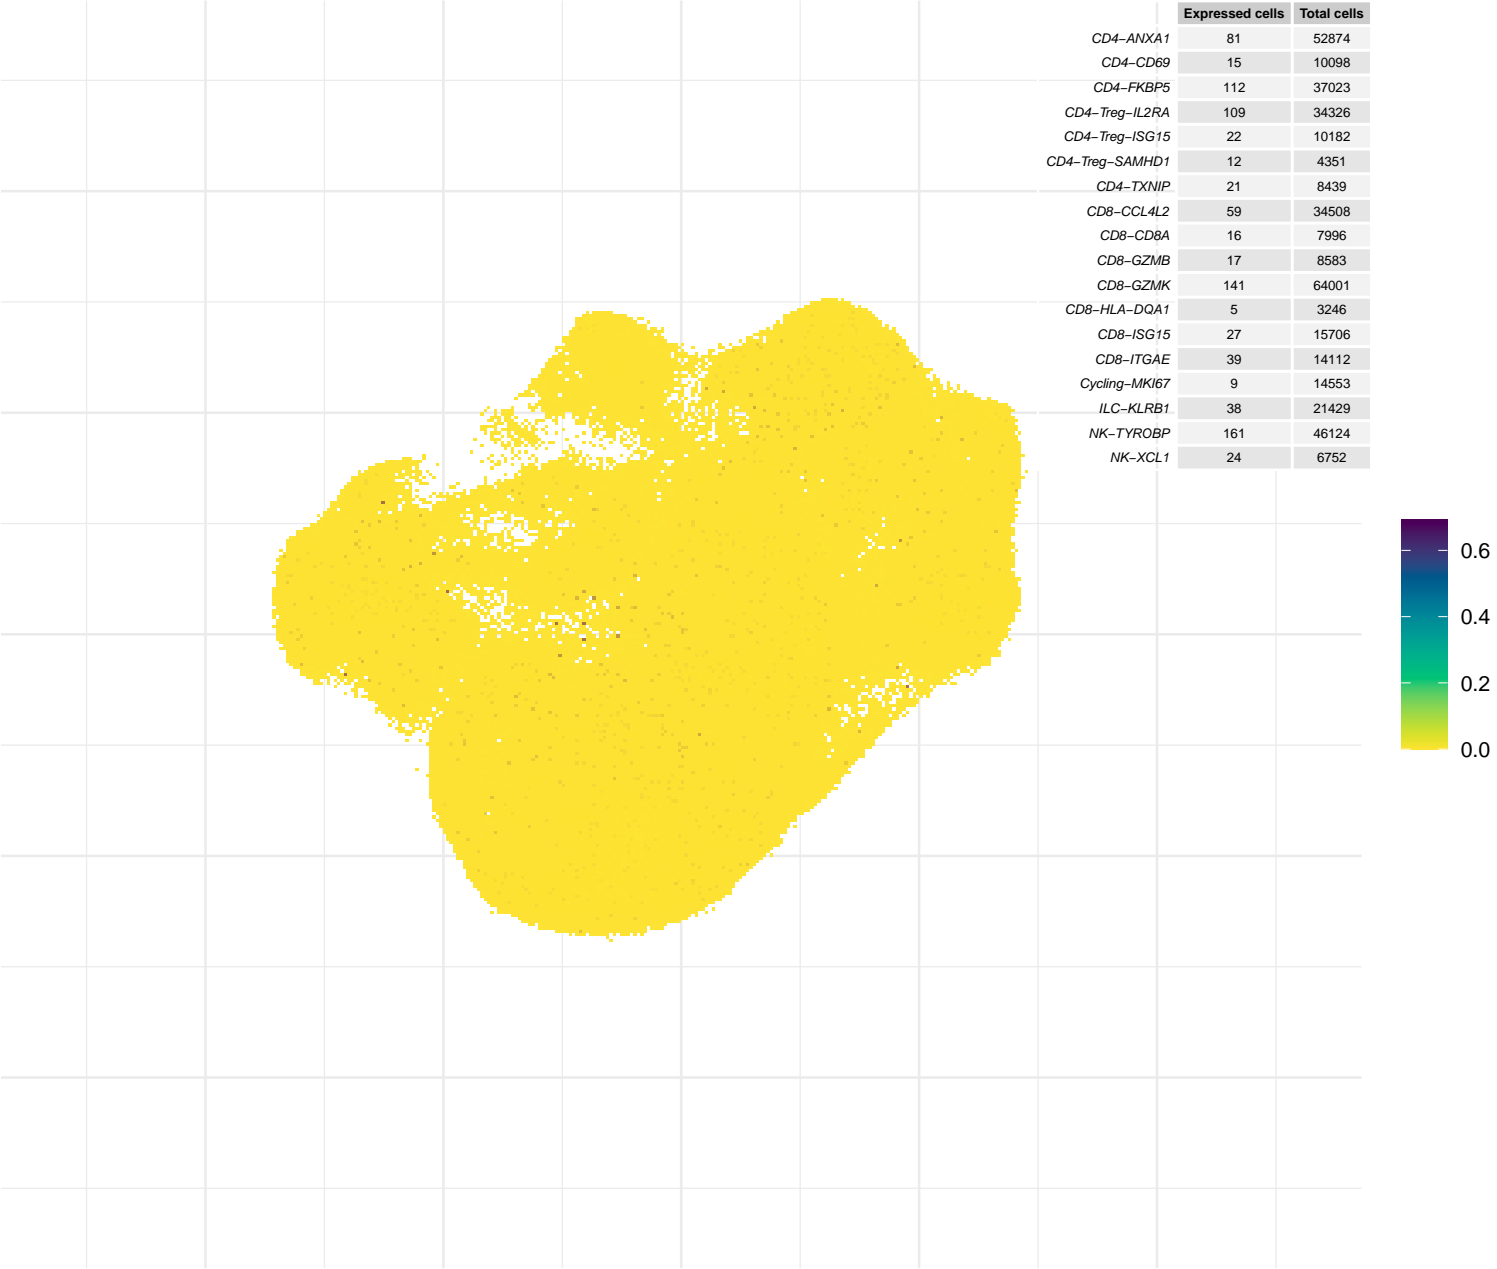 Expressed cells Total cells
CD4−ANXA1 81 52874
CD4−CD69 15 10098
CD4−FKBP5 112 37023
CD4−Treg−IL2RA 109 34326
CD4−Treg−ISG15 22 10182
CD4−Treg−SAMHD1 12 4351
CD4−TXNIP 21 8439
CD8−CCL4L2 59 34508
CD8−CD8A 16 7996
CD8−GZMB 17 8583
CD8−GZMK 141 64001
CD8−HLA−DQA1 5 3246
CD8−ISG15 27 15706
CD8−ITGAE 39 14112
Cycling−MKI67 9 14553
ILC−KLRB1 38 21429
NK−TYROBP 161 46124
NK−XCL1 24 6752
0.6
0.4
0.2
0.0